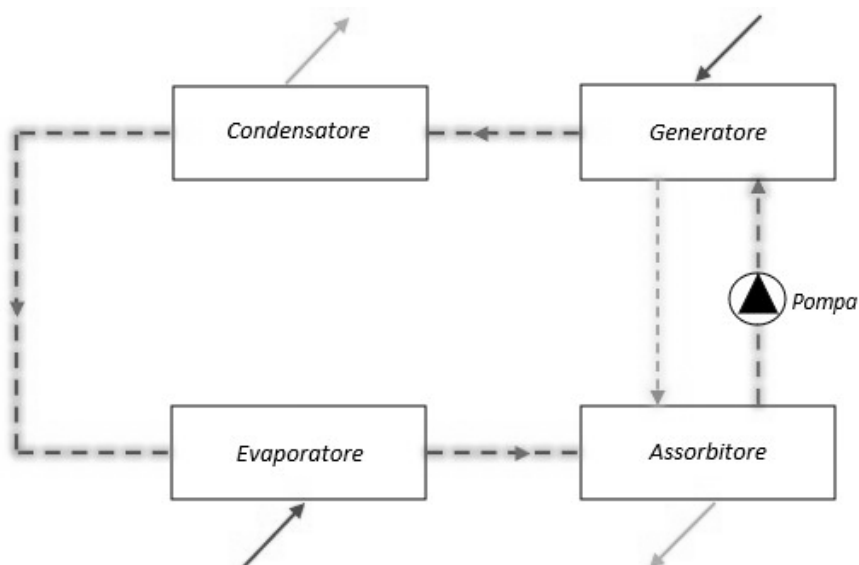 Condensatore
Generatore
Pompa
Evaporatore
Assorbitore